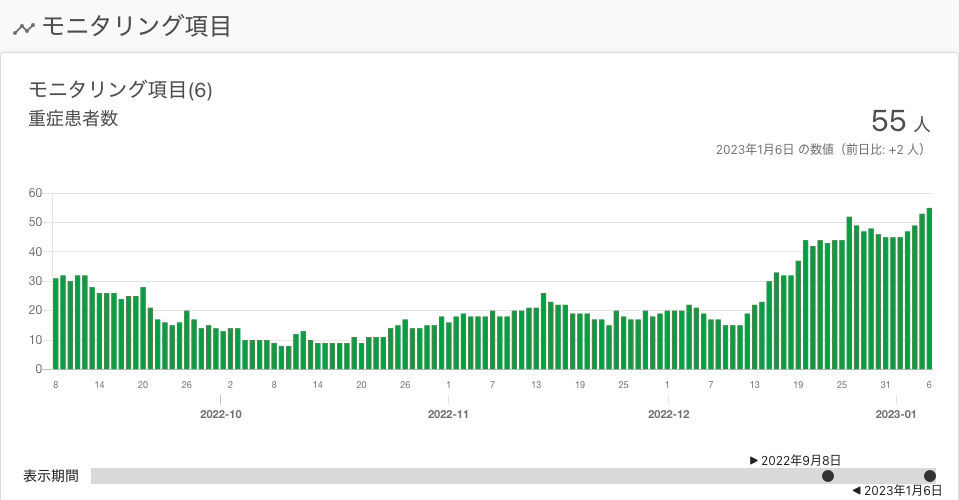 モニタリング項目
モニタリング項目(6)
重症患者数
55 人
2023年1月6日 の数値（前日比: +2 人）
60
50
40
30
20
10
0
8 14 20 26 2 8 14 20 26 1 7 13 19 25 1 7 13 19 25 31 6
2022-10 2022-11 2022-12 2023-01
▶ 2022年9月8日
表示期間
◀ 2023年1月6日